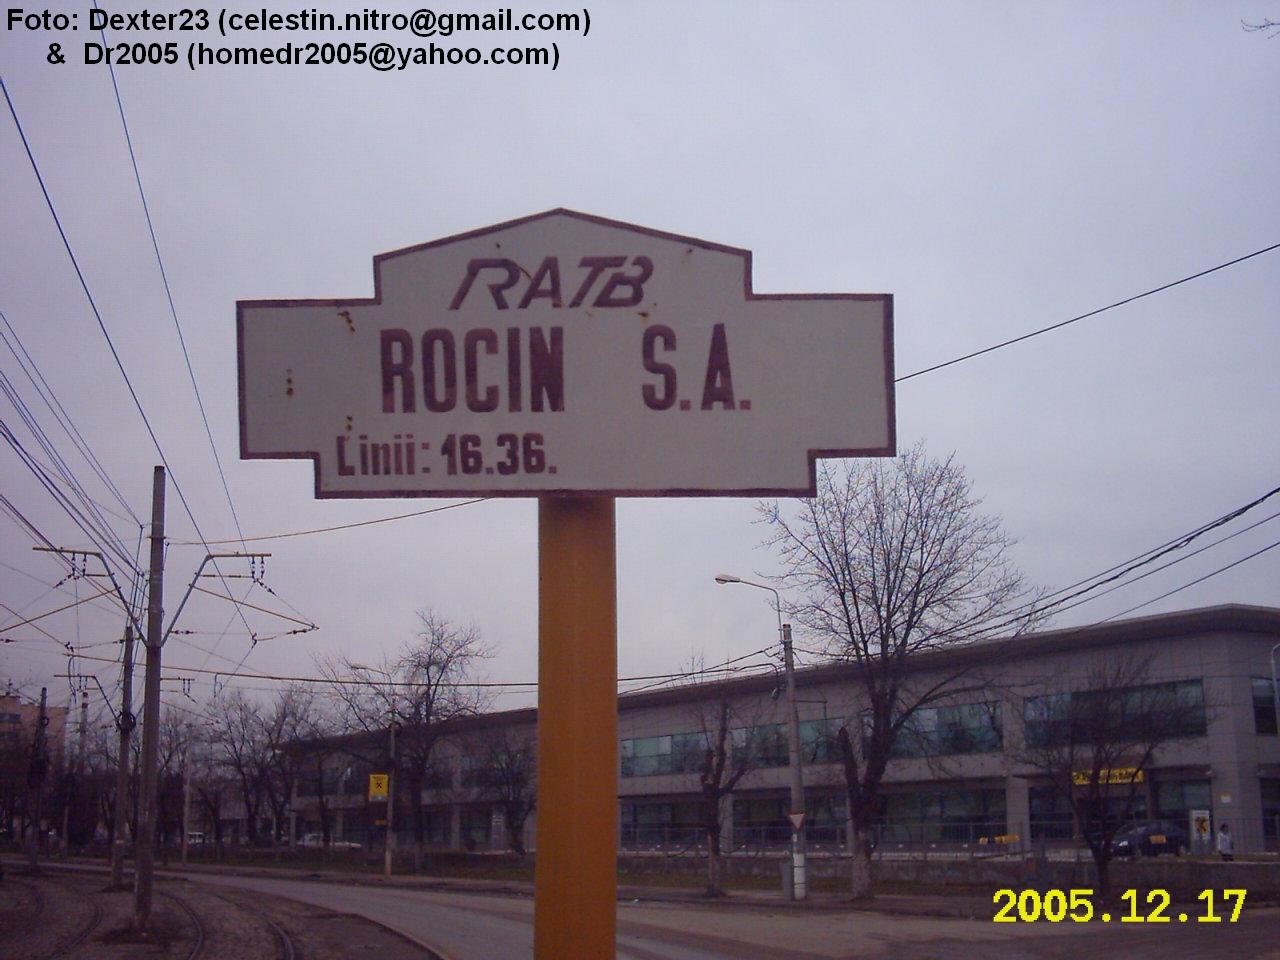 Foto: Dexter23 (celestin.nitro@gmail.com)
& Dr2005 (homedr2005@yahoo.com)
RATB
ROCIN S.A.
Linii: 16.36.
2005.12.17